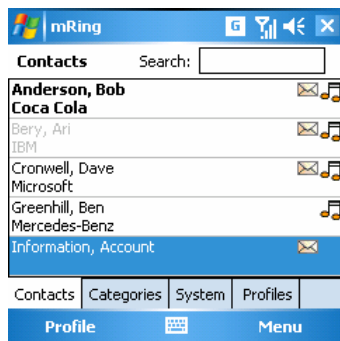 mRing G
Contacts Search:
Anderson, Bob
Coca Cola
Bery, Ari
IBM
Cronwell, Dave
Microsoft
Greenhill, Ben
Mercedes-Benz
Information, Account
Contacts Categories System Profiles
Profile Menu